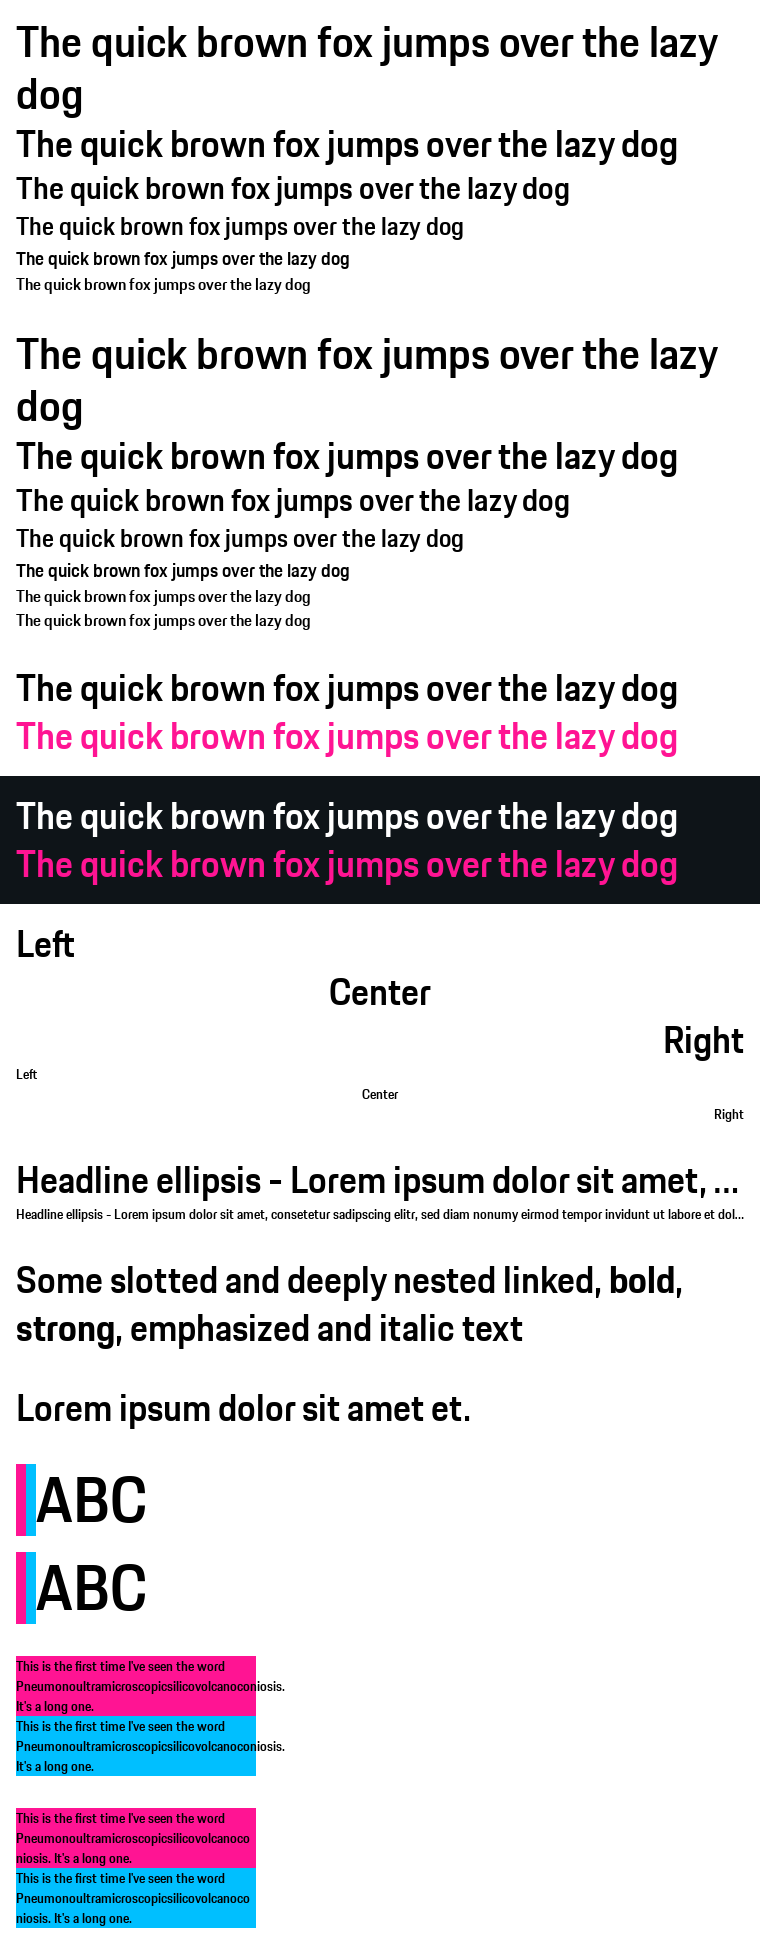 The quick brown fox jumps over the lazy
dog
The quick brown fox jumps over the lazy dog
The quick brown fox jumps over the lazy dog
The quick brown fox jumps over the lazy dog
The quick brown fox jumps over the lazy dog
The quick brown fox jumps over the lazy dog
The quick brown fox jumps over the lazy
dog
The quick brown fox jumps over the lazy dog
The quick brown fox jumps over the lazy dog
The quick brown fox jumps over the lazy dog
The quick brown fox jumps over the lazy dog
The quick brown fox jumps over the lazy dog
The quick brown fox jumps over the lazy dog
The quick brown fox jumps over the lazy dog
The quick brown fox jumps over the lazy dog
The quick brown fox jumps over the lazy dog
The quick brown fox jumps over the lazy dog
Left
Center
Right
Left
Center
Right
Headline ellipsis - Lorem ipsum dolor sit amet, ...
Headline ellipsis - Lorem ipsum dolor sit amet, consetetur sadipscing elitr, sed diam nonumy eirmod tempor invidunt ut labore et dol...
Some slotted and deeply nested linked, bold,
strong, emphasized and italic text
Lorem ipsum dolor sit amet et.
ABC
ABC
This is the first time I've seen the word
Pneumonoultramicroscopicsilicovolcanoconiosis.
It's a long one.
This is the first time I've seen the word
Pneumonoultramicroscopicsilicovolcanoconiosis.
It's a long one.
This is the first time I've seen the word
Pneumonoultramicroscopicsilicovolcanoco
niosis. It's a long one.
This is the first time I've seen the word
Pneumonoultramicroscopicsilicovolcanoco
niosis. It's a long one.